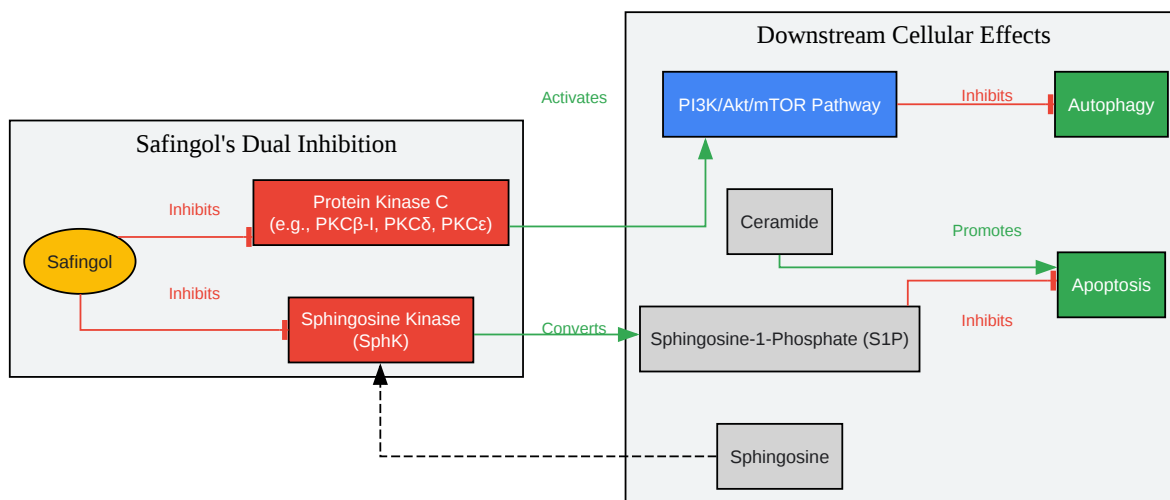 Downstream Cellular Effects
Activates
PI3K/Akt/mTOR Pathway
Inhibits
Autophagy
Safingol's Dual Inhibition
Inhibits
Protein Kinase C
(e.g., PKCβ-I, PKCδ, PKCε)
Ceramide
Promotes
Safingol
Inhibits
Apoptosis
Sphingosine Kinase
(SphK)
Converts
Sphingosine-1-Phosphate (S1P)
Inhibits
Sphingosine